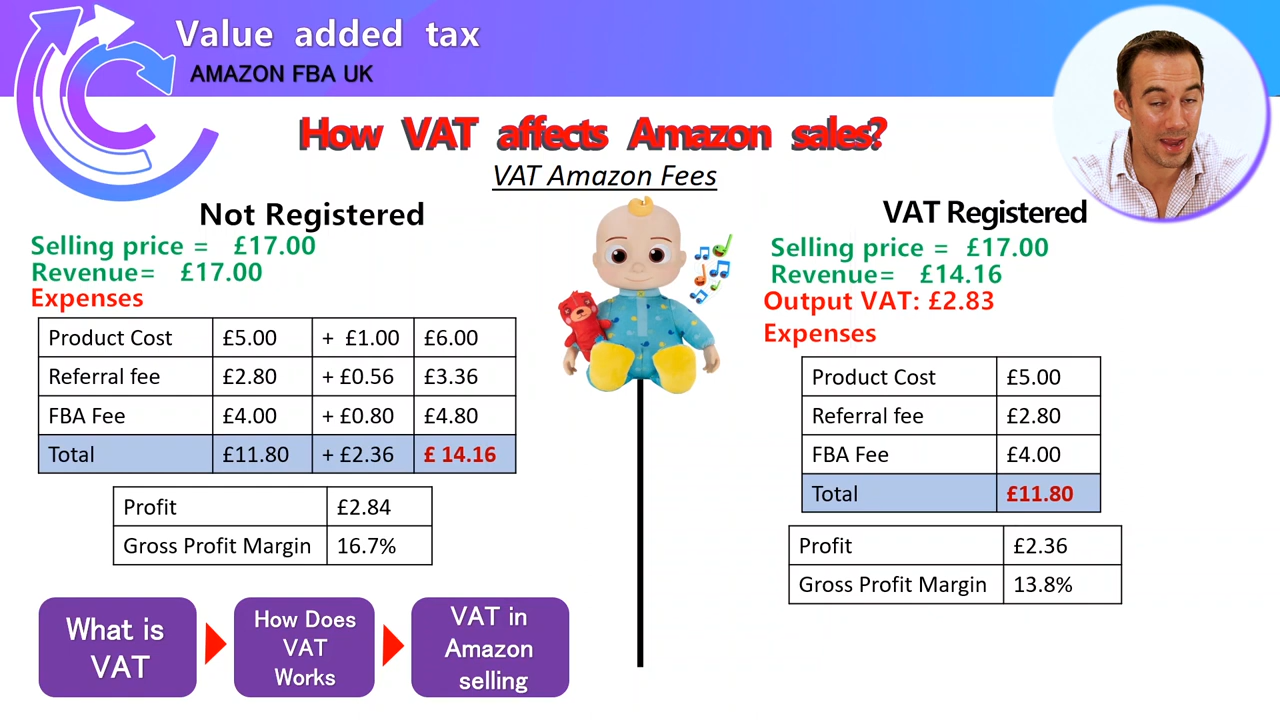 Value added tax
AMAZON FBA UK
How VAT affects Amazon sales?
VAT Amazon Fees
Not Registered
Selling price = £17.00
Revenue= £17.00
Expenses
Product Cost £5.00 + £1.00 £6.00
Referral fee £2.80 + £0.56 £3.36
FBA Fee £4.00 + £0.80 £4.80
Total £11.80 + £2.36 £ 14.16
Profit £2.84
Gross Profit Margin 16.7%
VAT Registered
Selling price = £17.00
Revenue= £14.16
Output VAT: £2.83
Expenses
Product Cost £5.00
Referral fee £2.80
FBA Fee £4.00
Total £11.80
Profit £2.36
Gross Profit Margin 13.8%
What is
VAT
How Does
VAT
Works
VAT in
Amazon
selling